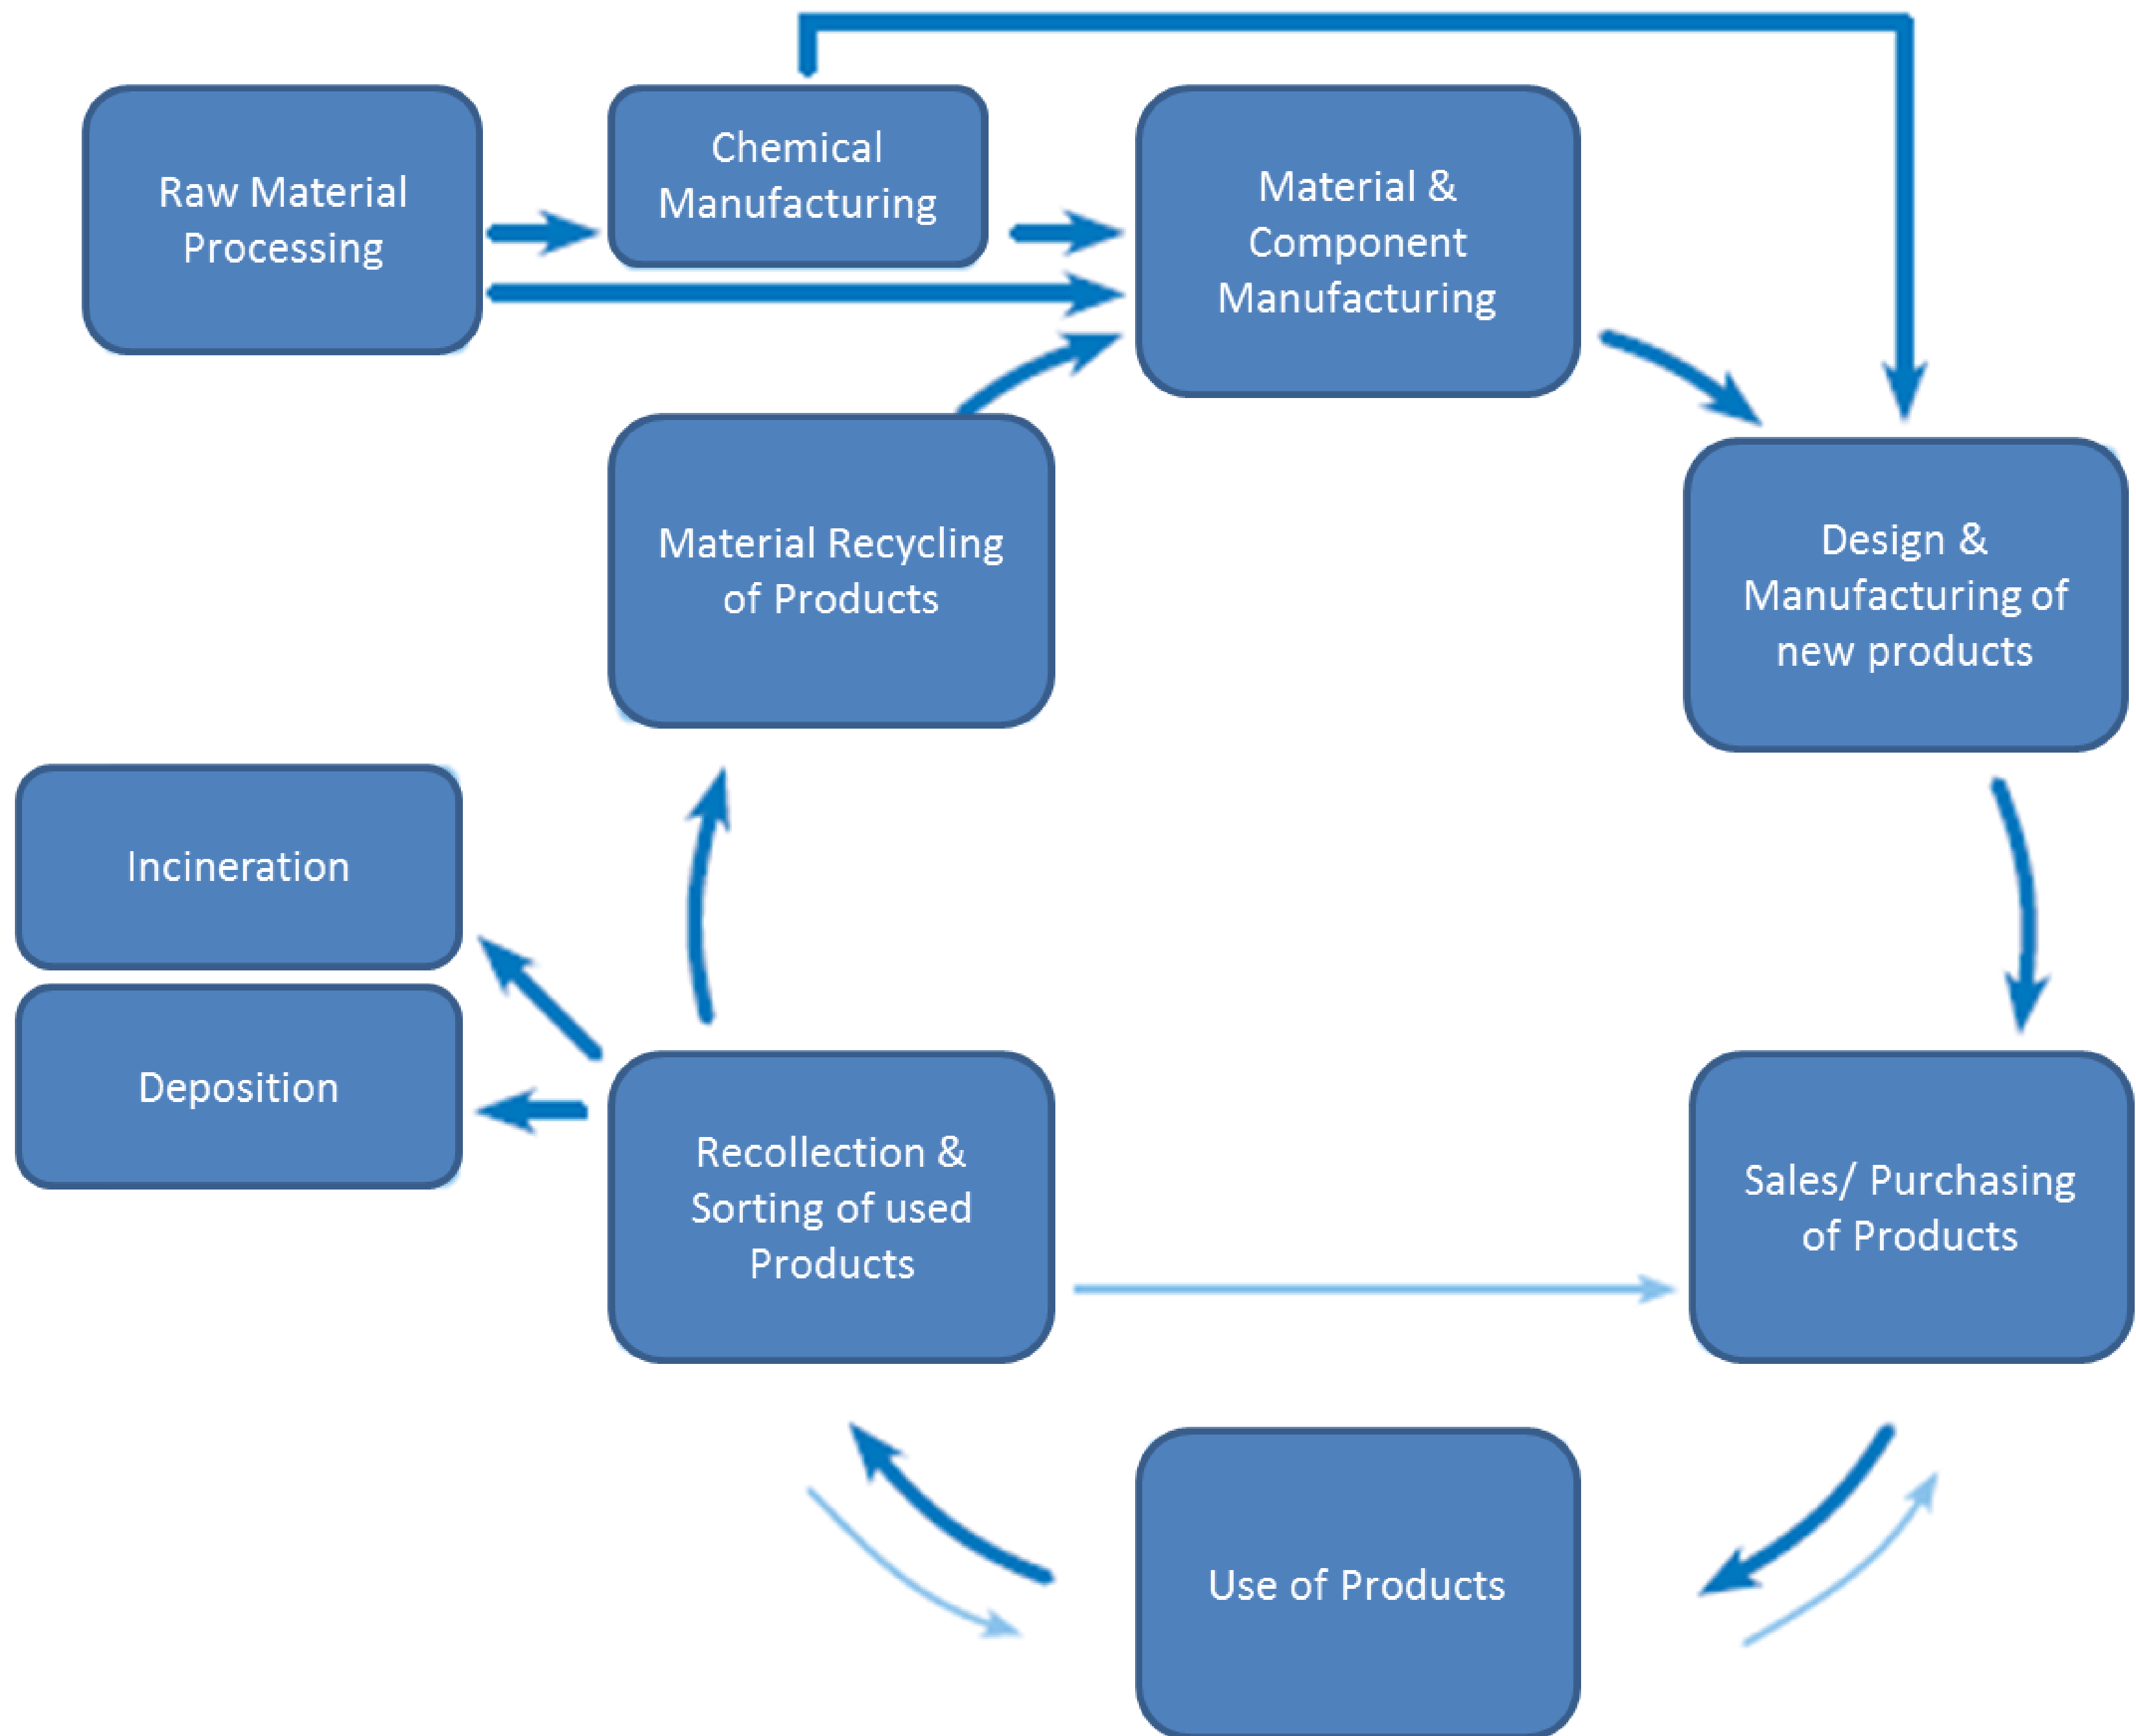 Raw Material
Processing
Chemical
Manufacturing
Material &
Component
Manufacturing
Material Recycling
of Products
Design &
Manufacturing of
new products
Incineration
Deposition
Recollection &
Sorting of used
Products
Sales/ Purchasing
of Products
Use of Products